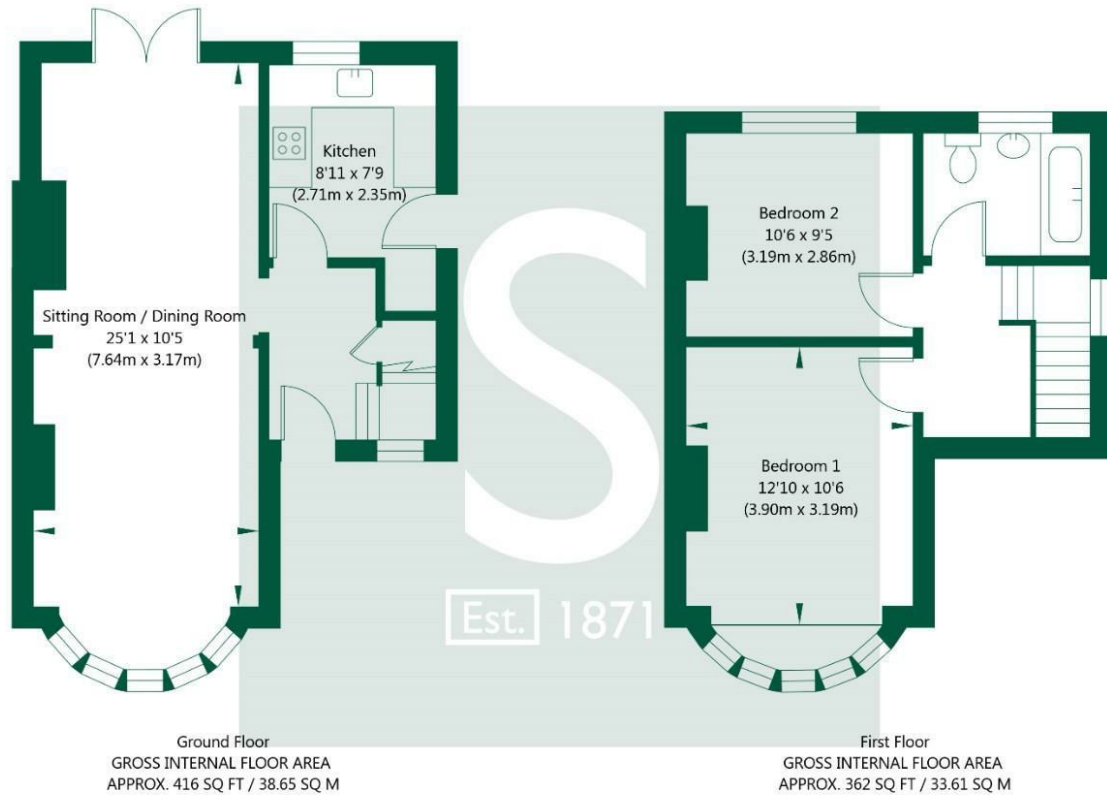 Kitchen
8'11 x 7'9
(2.71m x 2.35m)
Sitting Room / Dining Room
25'1 x 10'5
(7.64m x 3.17m)
Bedroom 2
10'6 x 9'5
(3.19m x 2.86m)
Bedroom 1
12'10 x 10'6
(3.90m x 3.19m)
S
Est. 1871
Ground Floor
GROSS INTERNAL FLOOR AREA
APPROX. 416 SQ FT / 38.65 SQ M
First Floor
GROSS INTERNAL FLOOR AREA
APPROX. 362 SQ FT / 33.61 SQ M